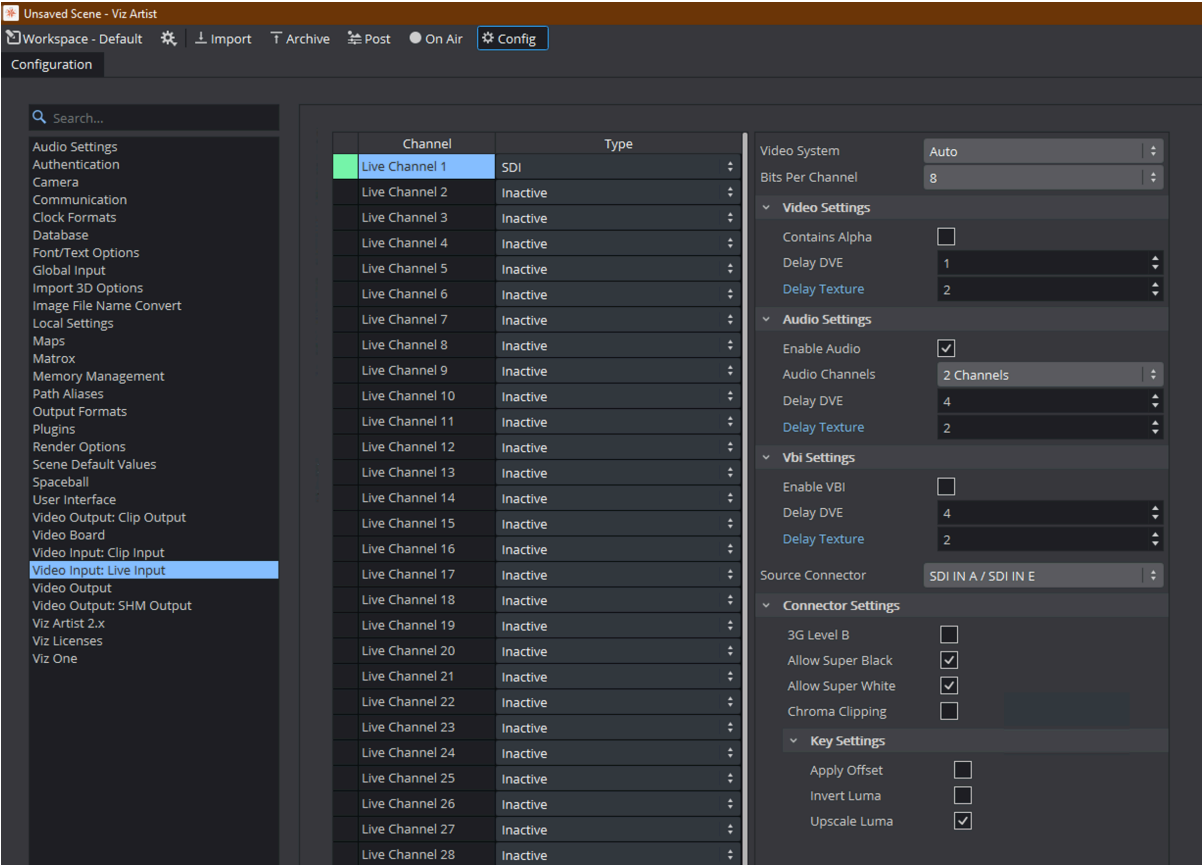 Unsaved Scene - Viz Artist
Workspace - Default Import Archive Post On Air Config
Configuration
Search...
Audio Settings
Authentication
Camera
Communication
Clock Formats
Database
Font/Text Options
Global Input
Import 3D Options
Image File Name Convert
Local Settings
Maps
Matrox
Memory Management
Path Aliases
Output Formats
Plugins
Render Options
Scene Default Values
Spaceball
User Interface
Video Output: Clip Output
Video Board
Video Input: Clip Input
Video Input: Live Input
Video Output
Video Output: SHM Output
Viz Artist 2.x
Viz Licenses
Viz One
Channel Type
Live Channel 1 SDI
Live Channel 2 Inactive
Live Channel 3 Inactive
Live Channel 4 Inactive
Live Channel 5 Inactive
Live Channel 6 Inactive
Live Channel 7 Inactive
Live Channel 8 Inactive
Live Channel 9 Inactive
Live Channel 10 Inactive
Live Channel 11 Inactive
Live Channel 12 Inactive
Live Channel 13 Inactive
Live Channel 14 Inactive
Live Channel 15 Inactive
Live Channel 16 Inactive
Live Channel 17 Inactive
Live Channel 18 Inactive
Live Channel 19 Inactive
Live Channel 20 Inactive
Live Channel 21 Inactive
Live Channel 22 Inactive
Live Channel 23 Inactive
Live Channel 24 Inactive
Live Channel 25 Inactive
Live Channel 26 Inactive
Live Channel 27 Inactive
Live Channel 28 Inactive
Video System Auto
Bits Per Channel 8
Video Settings
Contains Alpha
Delay DVE 1
Delay Texture 2
Audio Settings
Enable Audio
Audio Channels 2 Channels
Delay DVE 4
Delay Texture 2
Vbi Settings
Enable VBI
Delay DVE 4
Delay Texture 2
Source Connector SDI IN A / SDI IN E
Connector Settings
3G Level B
Allow Super Black
Allow Super White
Chroma Clipping
Key Settings
Apply Offset
Invert Luma
Upscale Luma